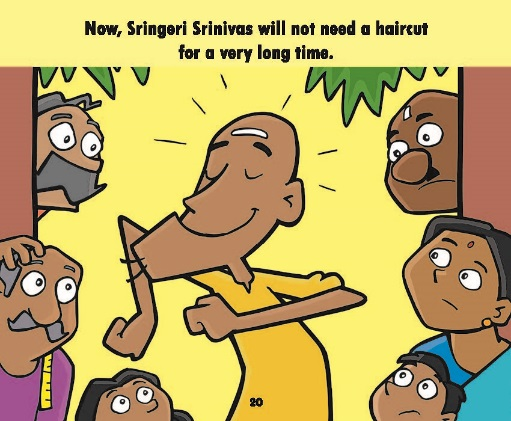 Now, Sringeri Srinivas will not need a haircut
for a very long time.
20